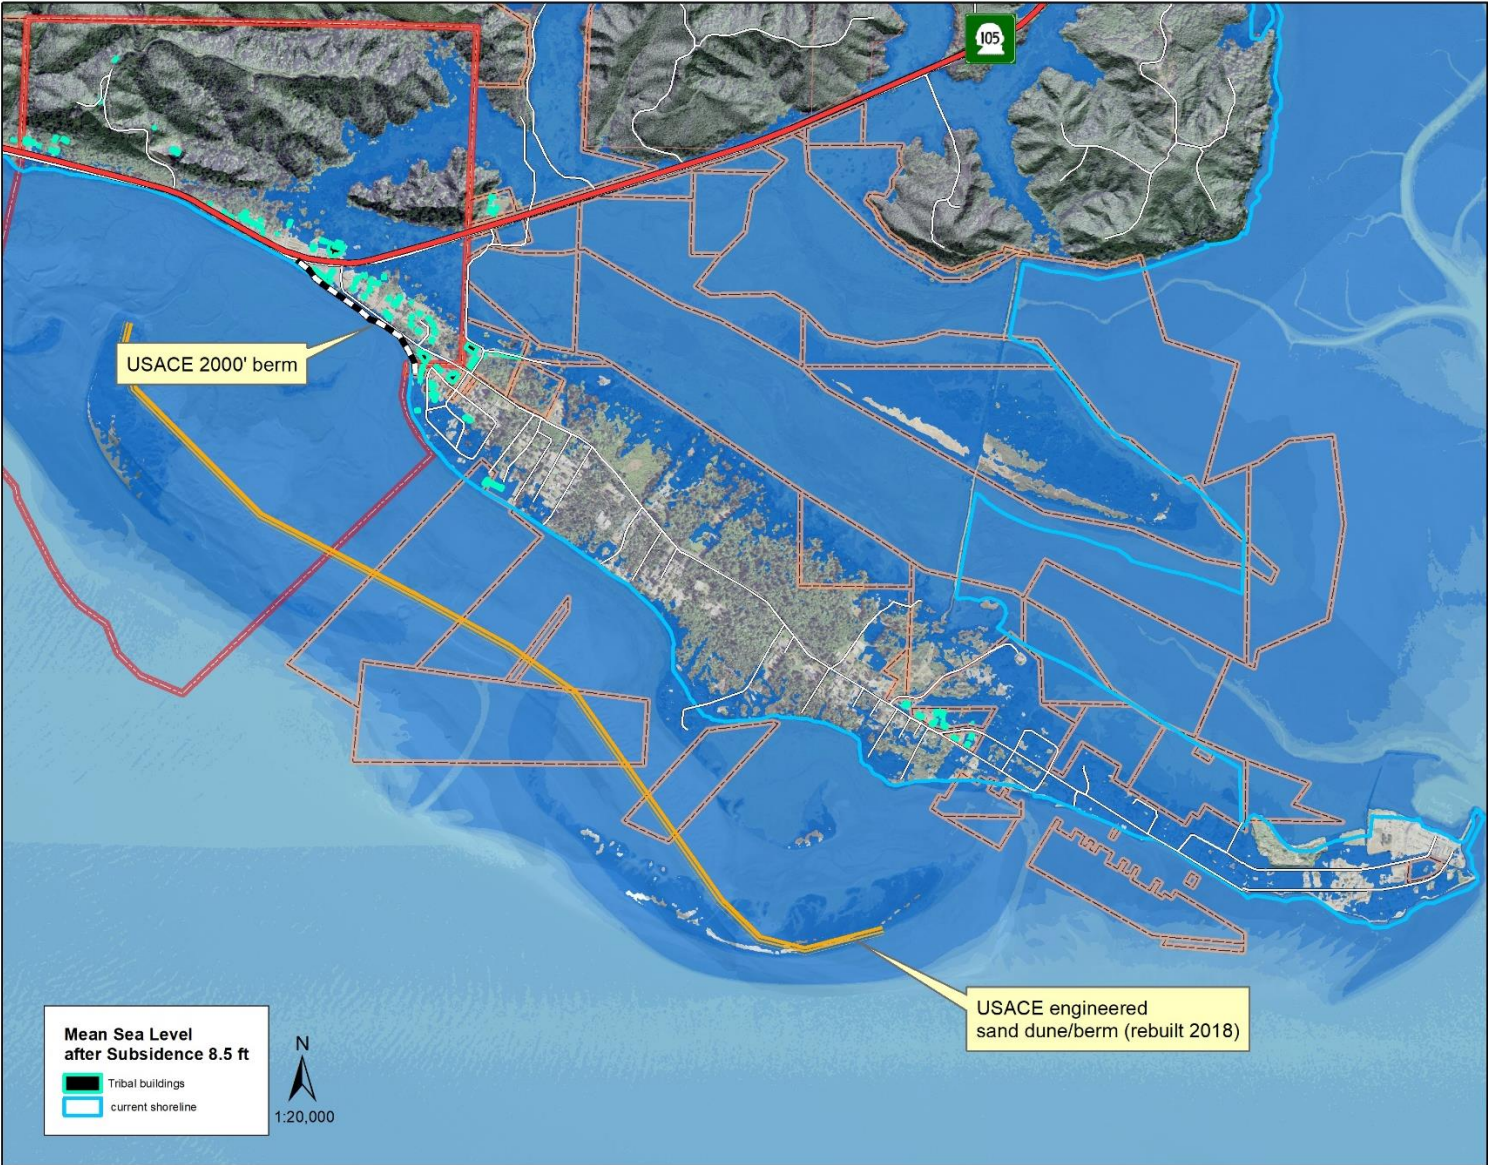 105
USACE 2000' berm
USACE engineered
sand dune/berm (rebuilt 2018)
Mean Sea Level
after Subsidence 8.5 ft
Tribal buildings
current shoreline
N
1:20,000